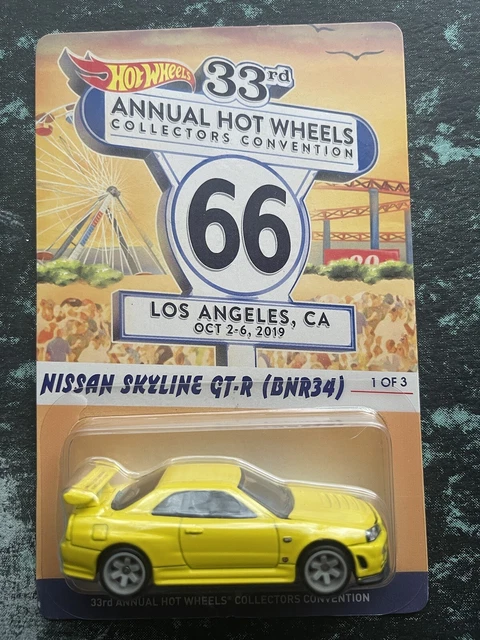 HOT WHEELS
33rd
ANNUAL HOT WHEELS
COLLECTORS CONVENTION
66
LOS ANGELES, CA
OCT 2-6, 2019
NISSAN SKYLINE GT-R (BNR34) 1 OF 3
33rd ANNUAL HOT WHEELS® COLLECTORS CONVENTION